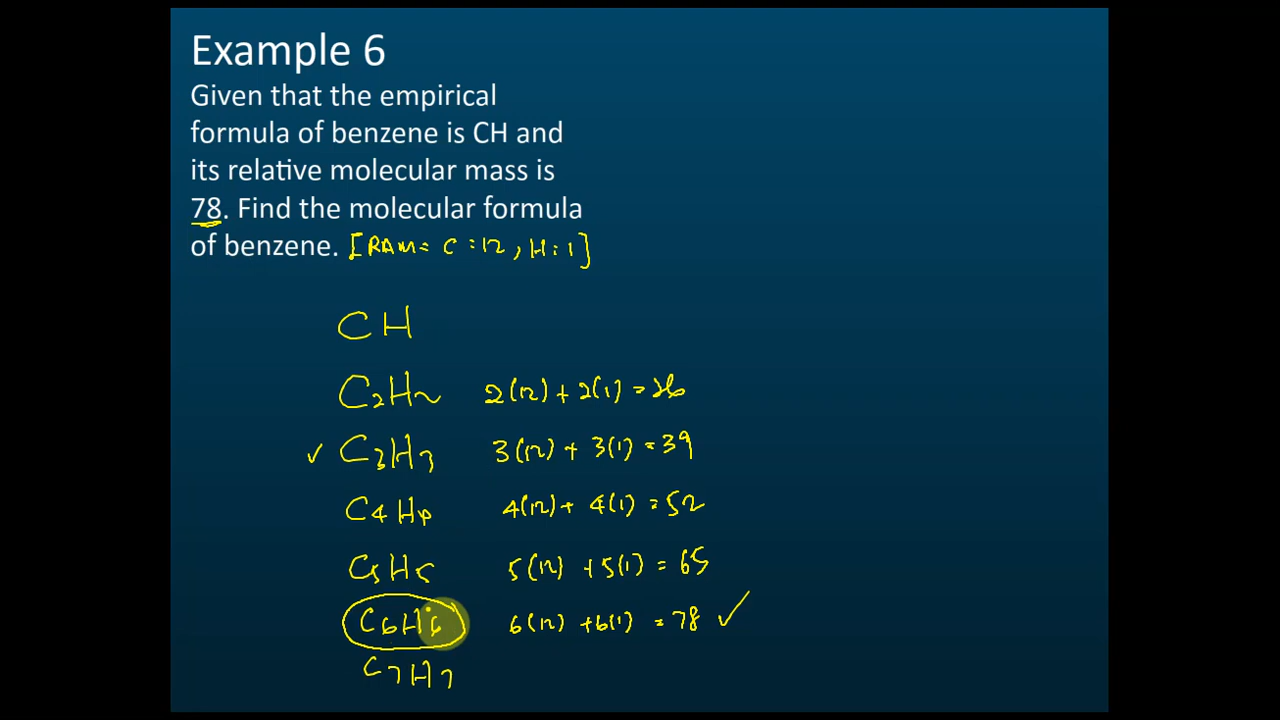 Example 6
Given that the empirical
formula of benzene is CH and
its relative molecular mass is
78. Find the molecular formula
of benzene. [RAM= C:12, H:1]
CH
C2H2 2(12)+2(1)=26
✓ C3H3 3(12)+3(1)=39
C4H4 4(12)+4(1)=52
C5H5 5(12)+5(1)=65
C6H6 6(12)+6(1)=78 ✓
C7H7